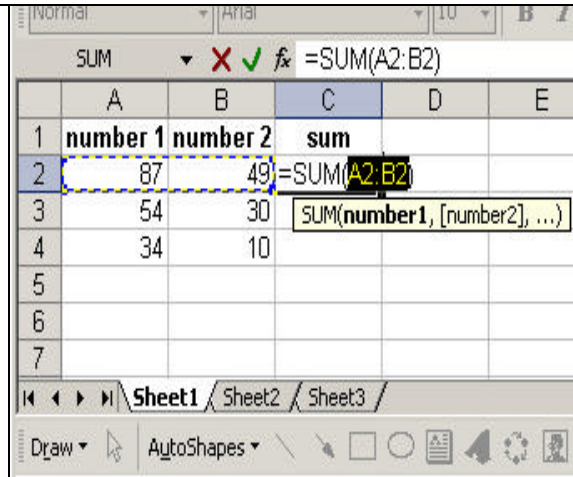 Normal Arial 10 B I
SUM =SUM(A2:B2)
A B C D E
1 number 1 number 2 sum
2 87 49 =SUM(A2:B2)
3 54 30 SUM(number1, [number2], ...)
4 34 10
5
6
7
Sheet1 Sheet2 Sheet3
Draw AutoShapes